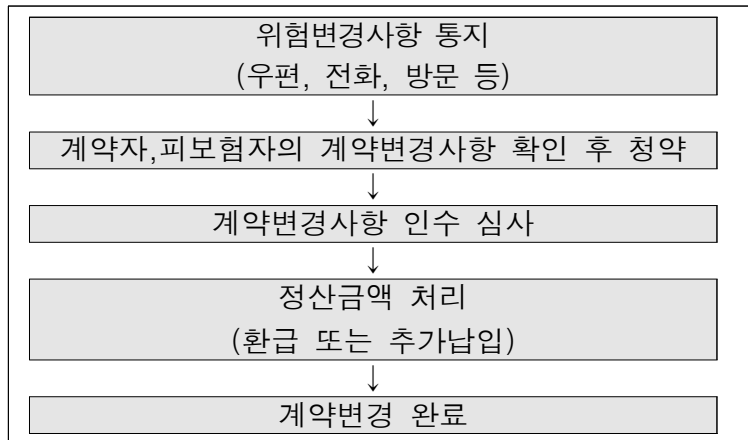 위험변경사항 통지
(우편, 전화, 방문 등)
↓
계약자,피보험자의 계약변경사항 확인 후 청약
↓
계약변경사항 인수 심사
↓
정산금액 처리
(환급 또는 추가납입)
↓
계약변경 완료